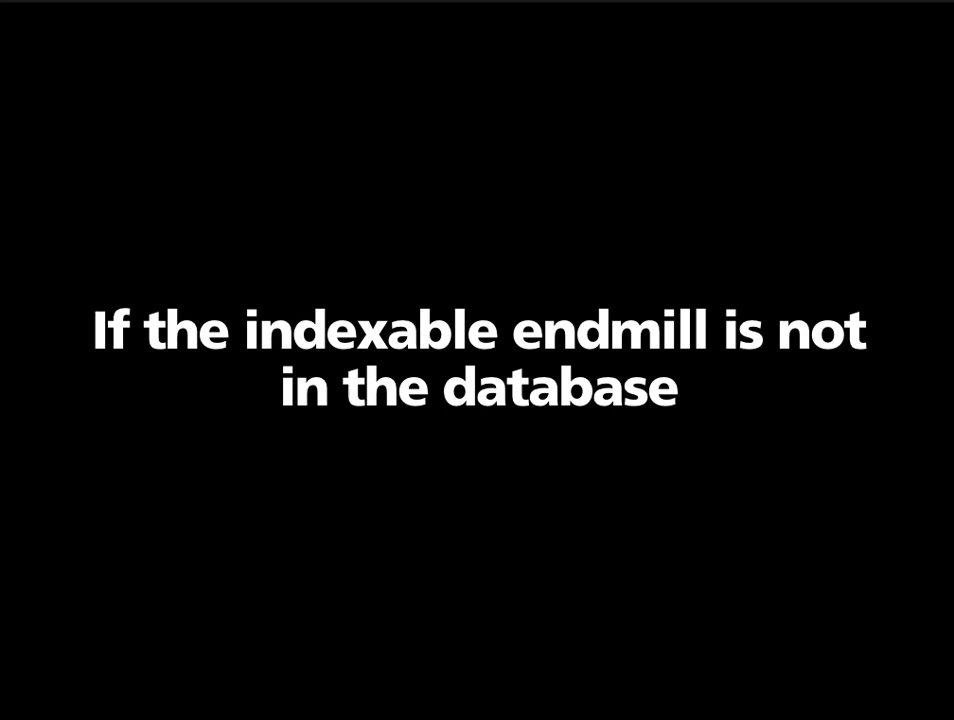 If the indexable endmill is not
in the database